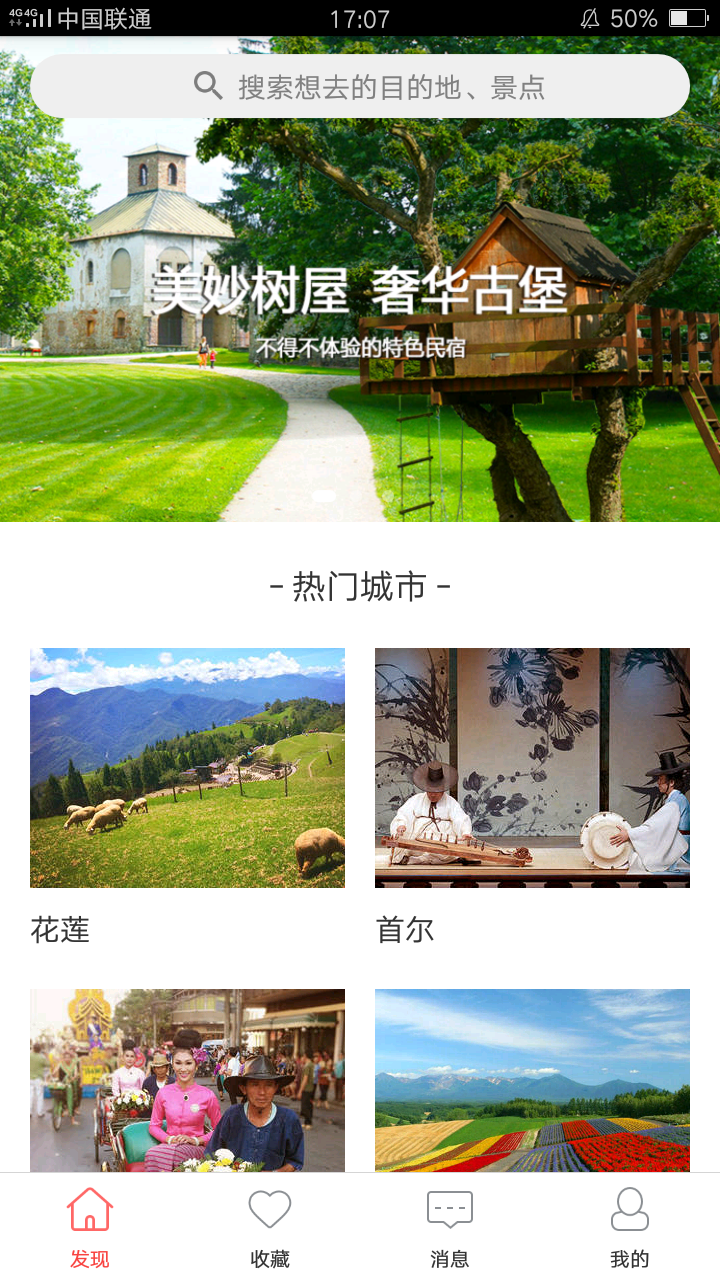 4G4G 中国联通 17:07 50%
搜索想去的目的地、景点
美妙树屋 奢华古堡
不得不体验的特色民宿
- 热门城市 -
花莲 首尔
发现 收藏 消息 我的